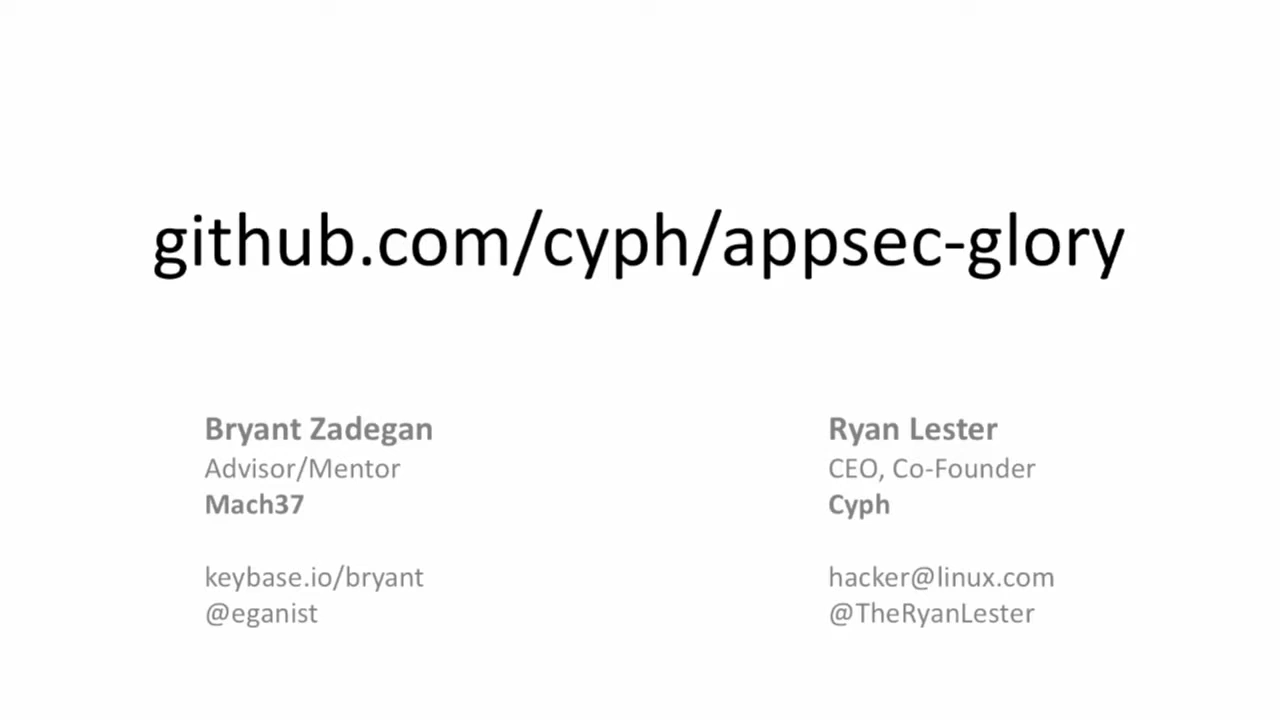 github.com/cyph/appsec-glory
Bryant Zadegan
Advisor/Mentor
Mach37
keybase.io/bryant
@eganist
Ryan Lester
CEO, Co-Founder
Cyph
hacker@linux.com
@TheRyanLester